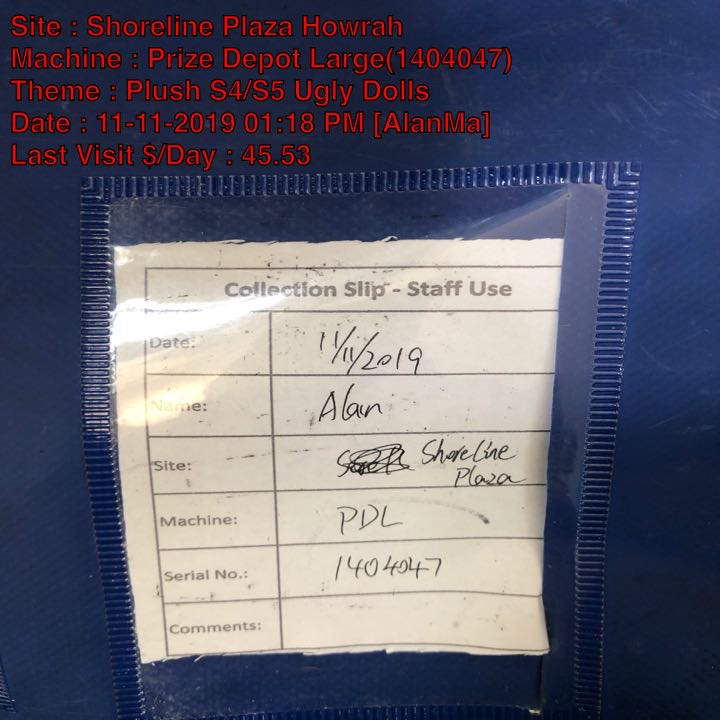 Site : Shoreline Plaza Howrah
Machine : Prize Depot Large(1404047)
Theme : Plush S4/S5 Ugly Dolls
Date : 11-11-2019 01:18 PM [AlanMa]
Last Visit $/Day : 45.53
Collection Slip - Staff Use
Date: 11/11/2019
Name: Alan
Site: Shoreline
Plaza
Machine: PDL
Serial No.: 1404047
Comments: